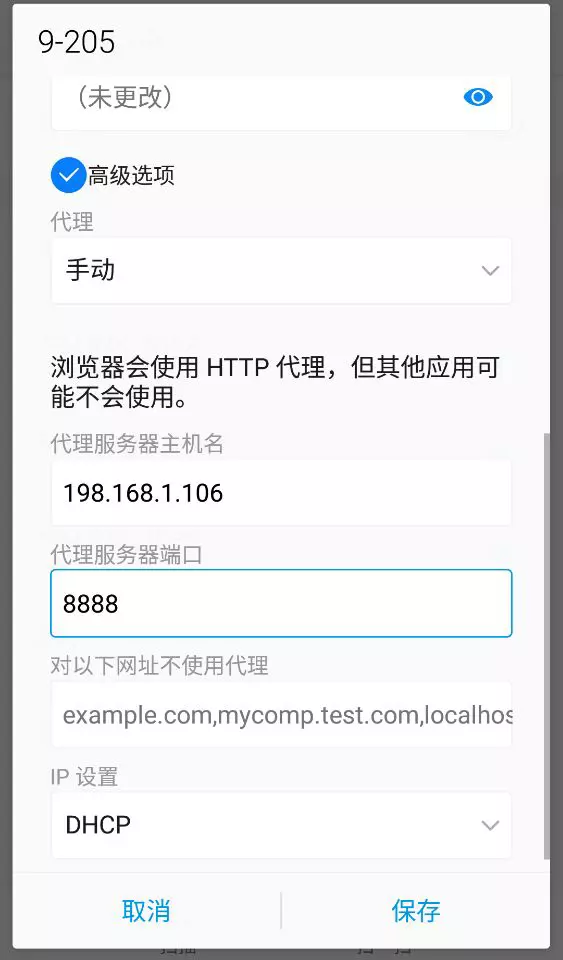 9-205
（未更改）
高级选项
代理
手动
浏览器会使用 HTTP 代理，但其他应用可
能不会使用。
代理服务器主机名
198.168.1.106
代理服务器端口
8888
对以下网址不使用代理
example.com,mycomp.test.com,localhos
IP 设置
DHCP
取消
保存